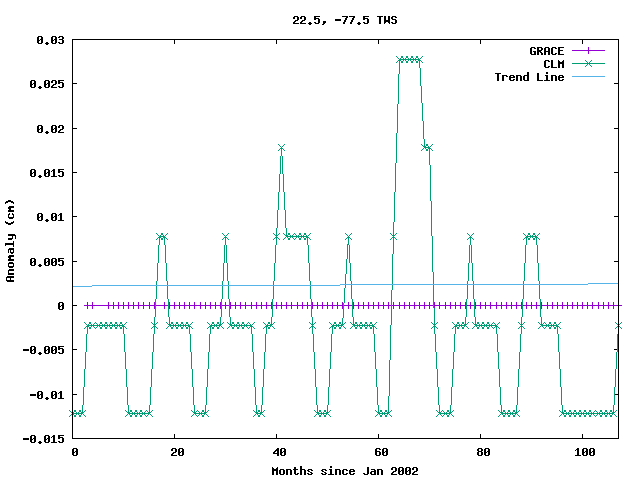 22.5, -77.5 TWS
GRACE
CLM
Trend Line
0.03
0.025
0.02
0.015
0.01
0.005
0
-0.005
-0.01
-0.015
Anomaly (cm)
0 20 40 60 80 100
Months since Jan 2002